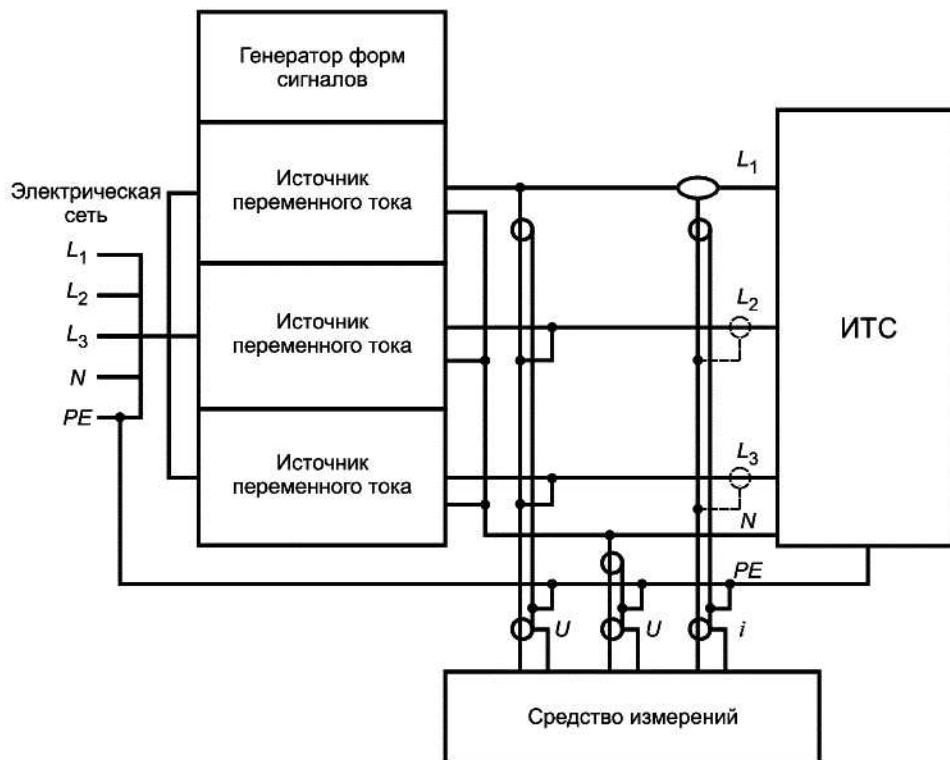 Генератор форм
сигналов
Электрическая
сеть
L1
L2
L3
N
PE
Источник
переменного тока
Источник
переменного тока
Источник
переменного тока
L1
L2
L3
N
PE
ИТС
U
U
i
Средство измерений